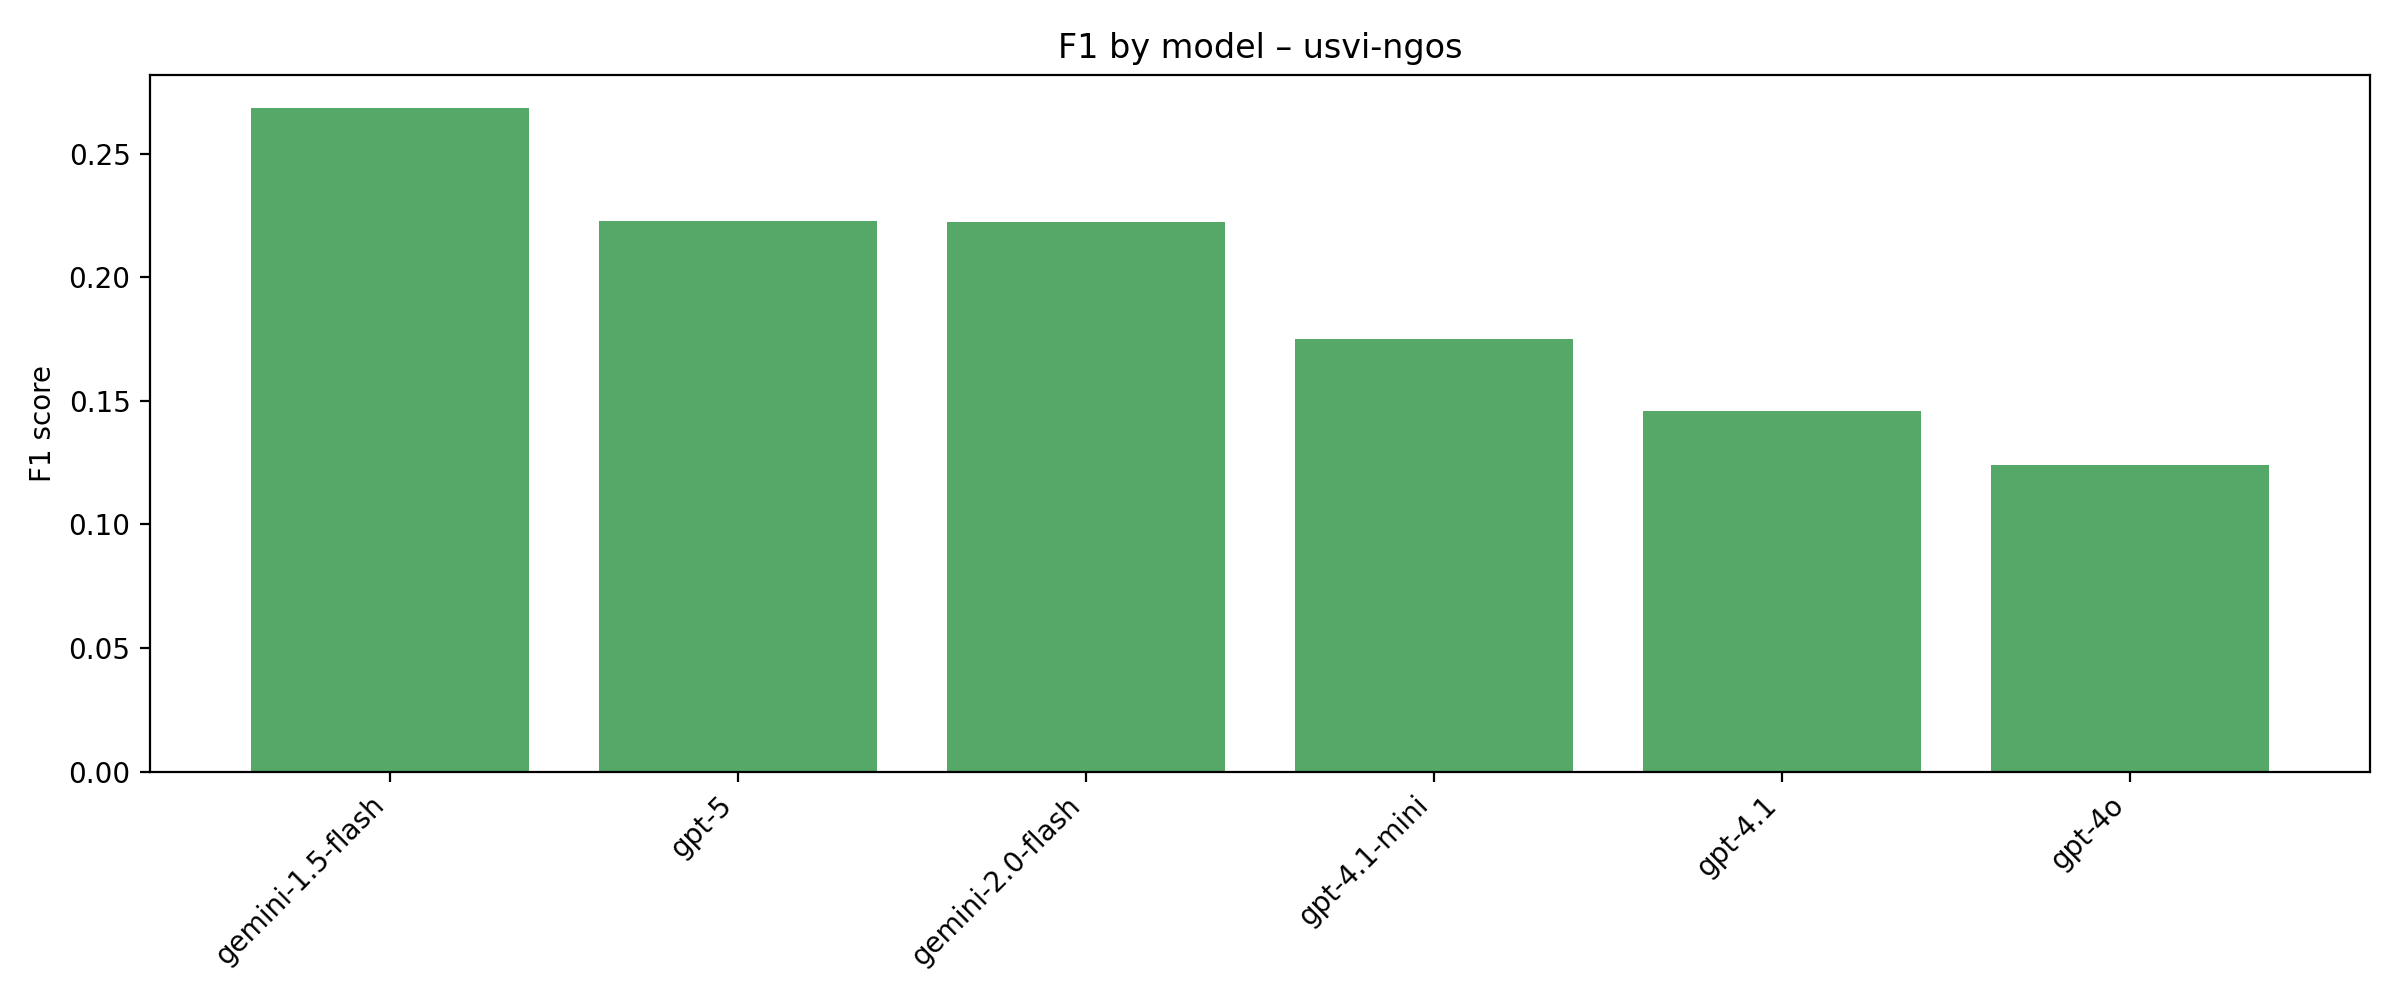 F1 by model – usvi-ngos
F1 score
0.25
0.20
0.15
0.10
0.05
0.00
gemini-1.5-flash
gpt-5
gemini-2.0-flash
gpt-4.1-mini
gpt-4.1
gpt-4o